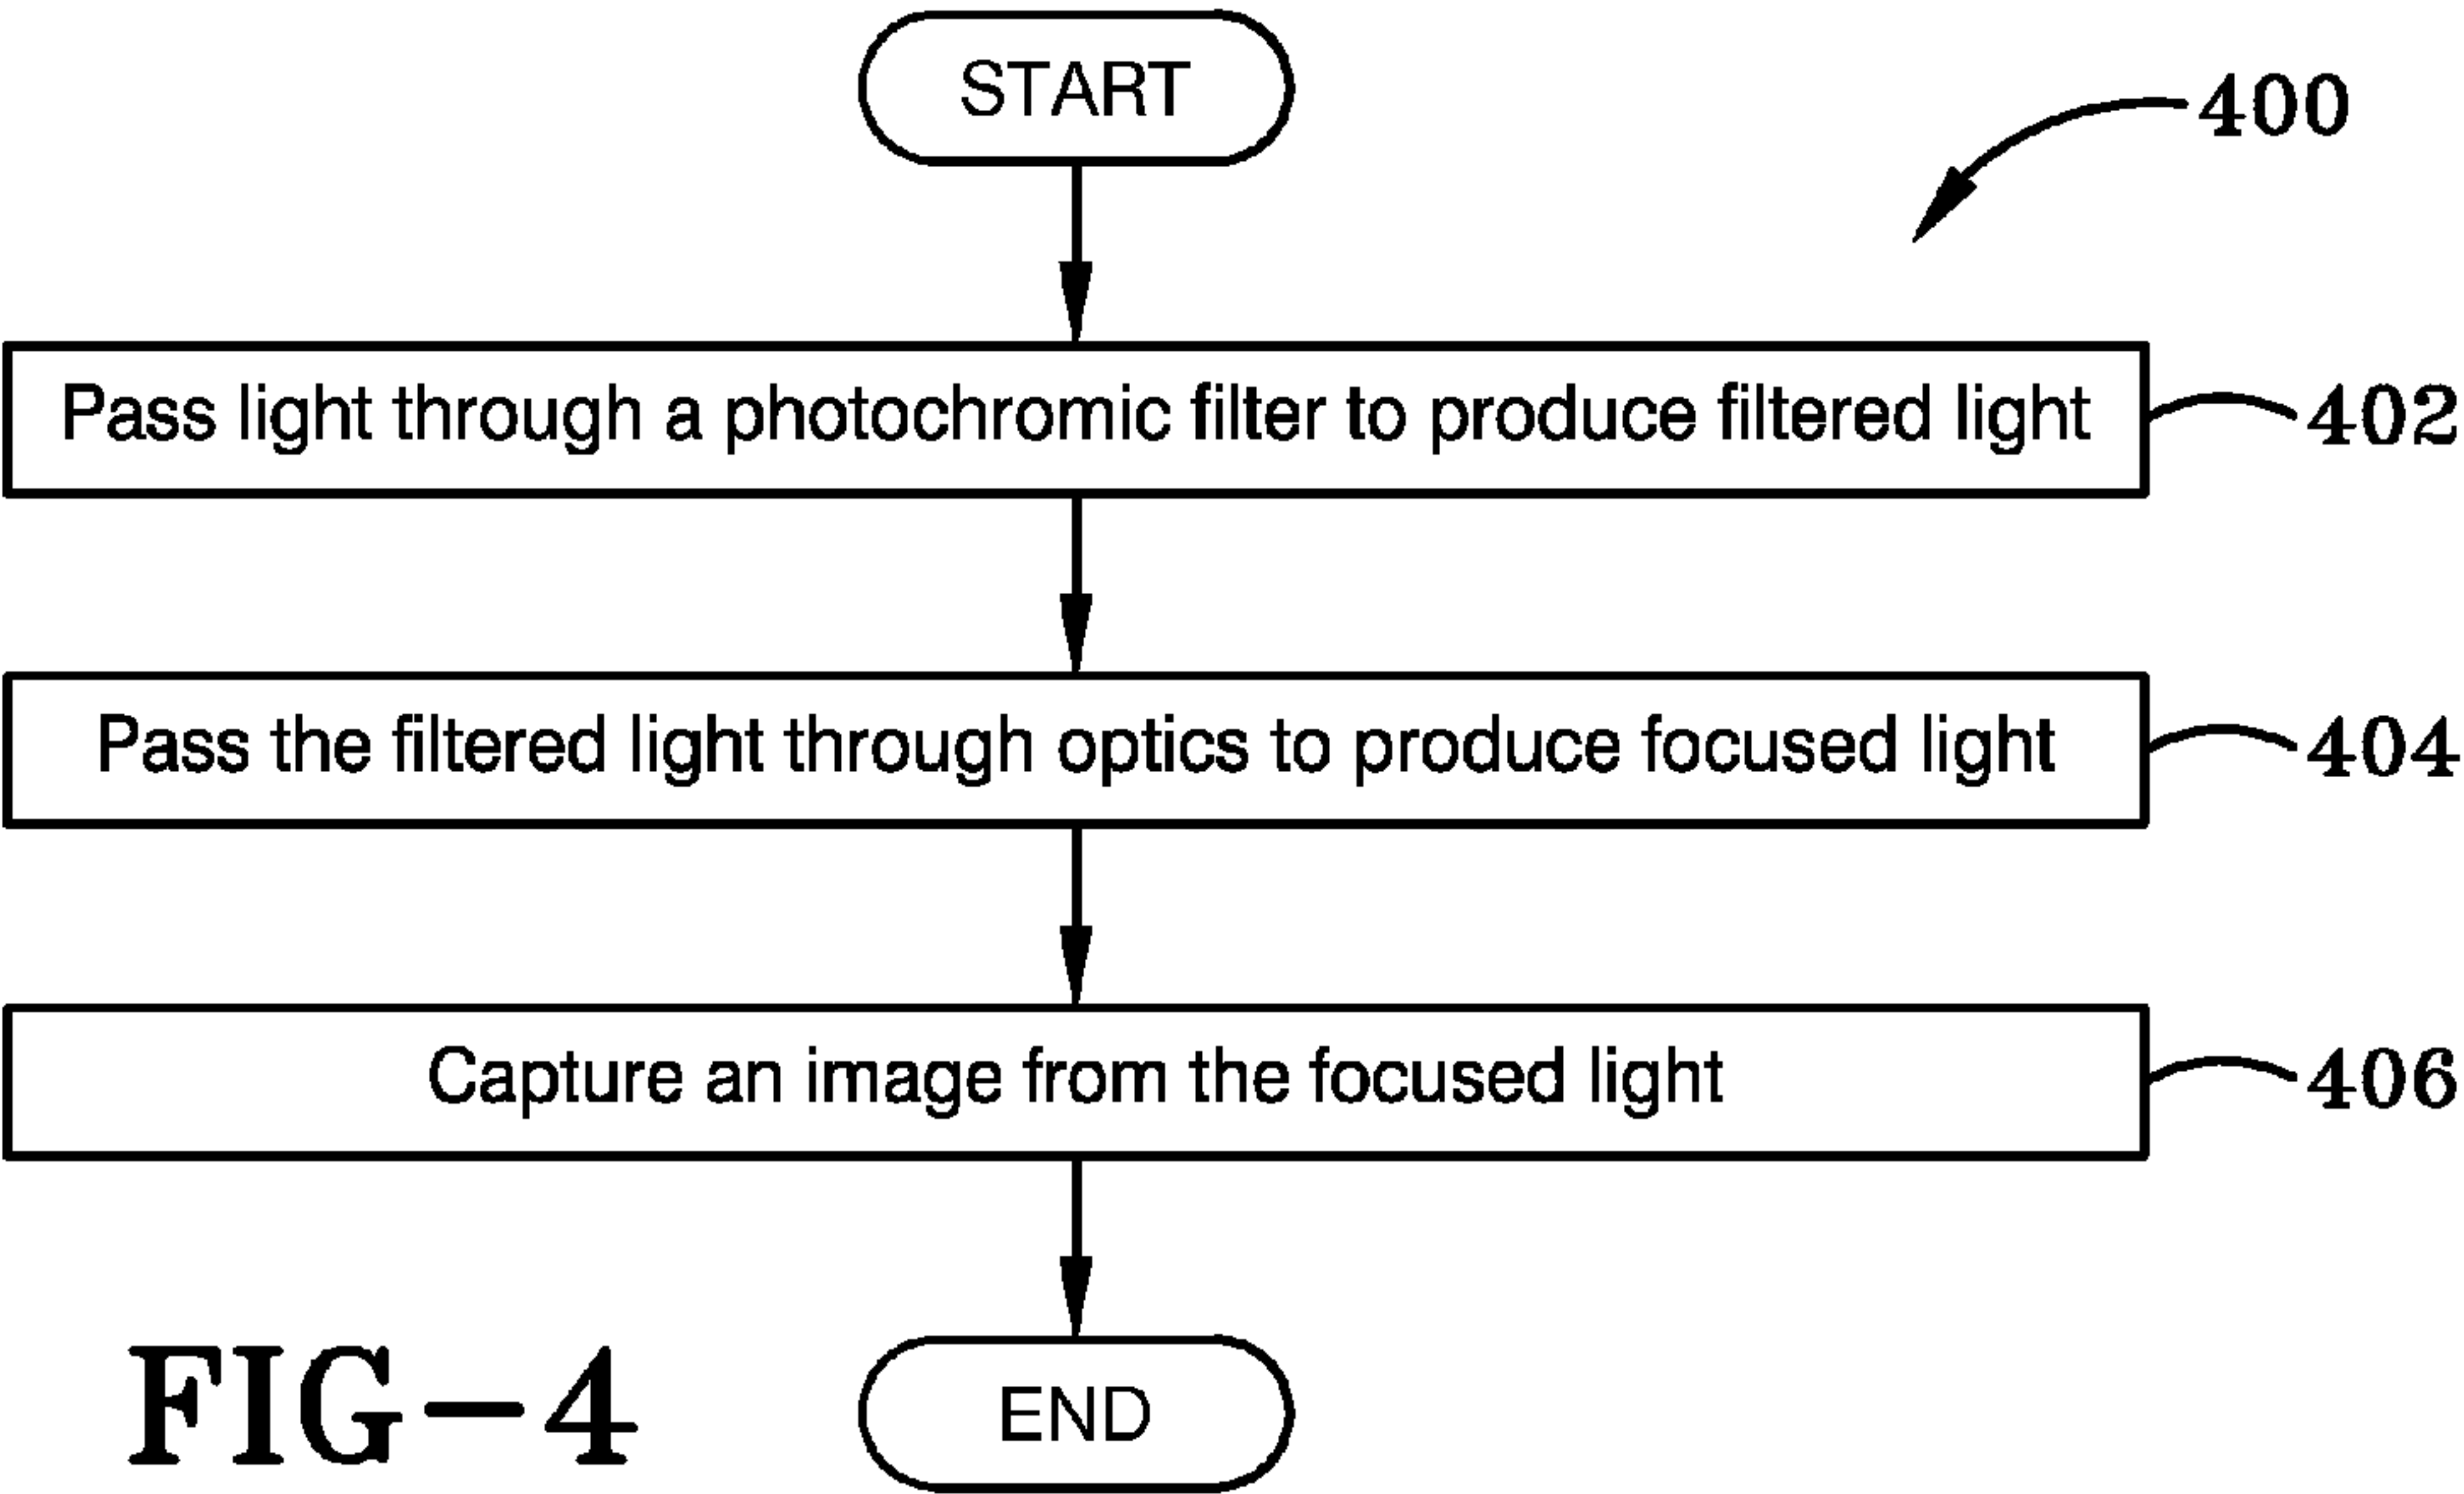 START
400
Pass light through a photochromic filter to produce filtered light
402
Pass the filtered light through optics to produce focused light
404
Capture an image from the focused light
406
FIG-4
END